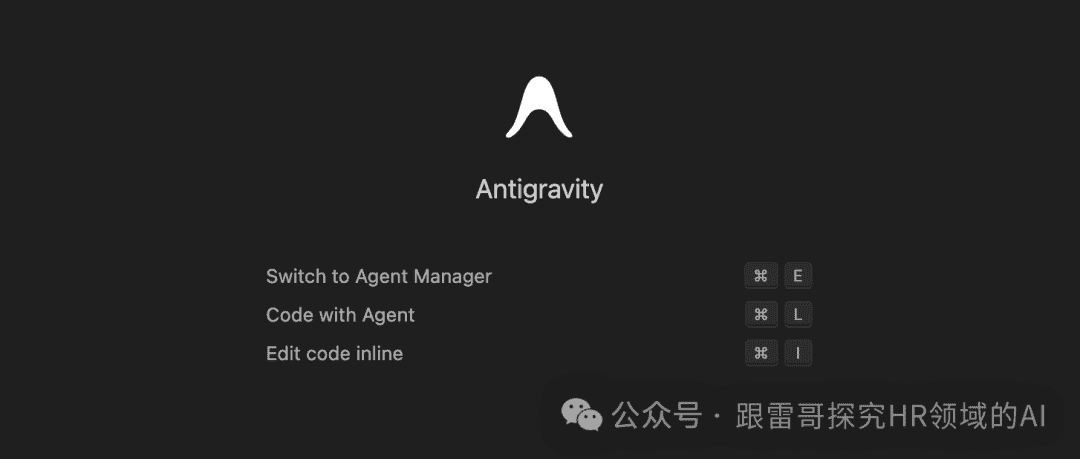 Antigravity
Switch to Agent Manager ⌘ E
Code with Agent ⌘ L
Edit code inline ⌘ I
公众号 · 跟雷哥探究HR领域的AI